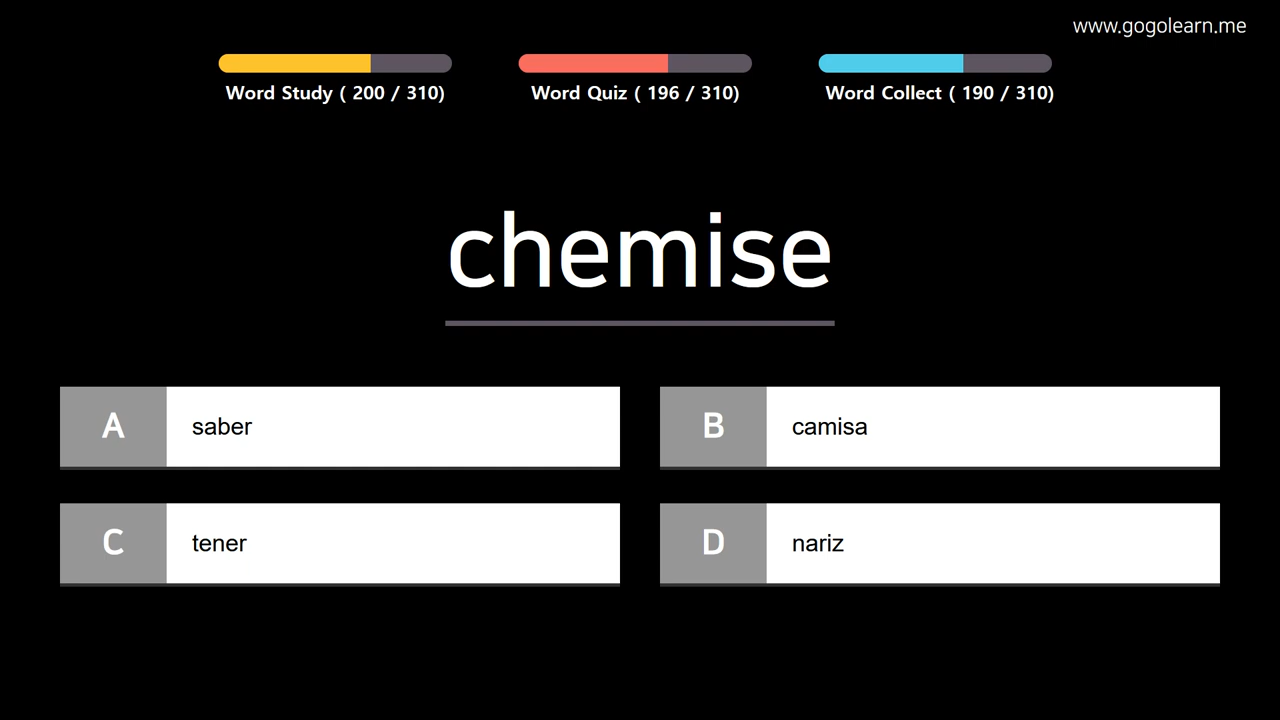 www.gogolearn.me
Word Study ( 200 / 310)
Word Quiz ( 196 / 310)
Word Collect ( 190 / 310)
chemise
A saber
B camisa
C tener
D nariz